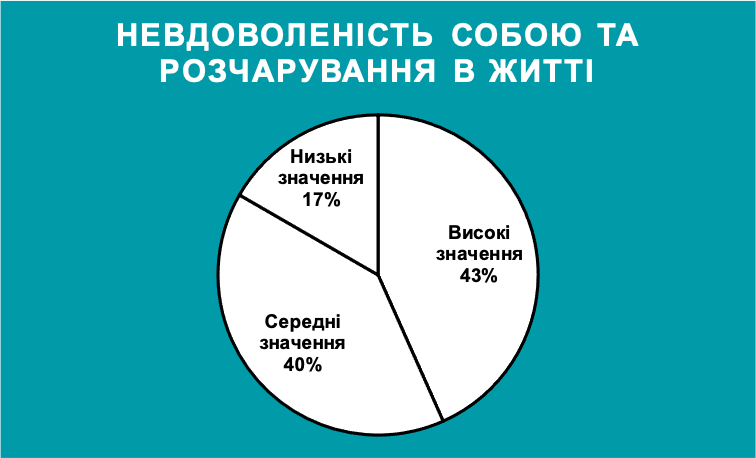 НЕВДОВОЛЕНІСТЬ СОБОЮ ТА
РОЗЧАРУВАННЯ В ЖИТТІ
Низькі
значення
17%
Високі
значення
43%
Середні
значення
40%